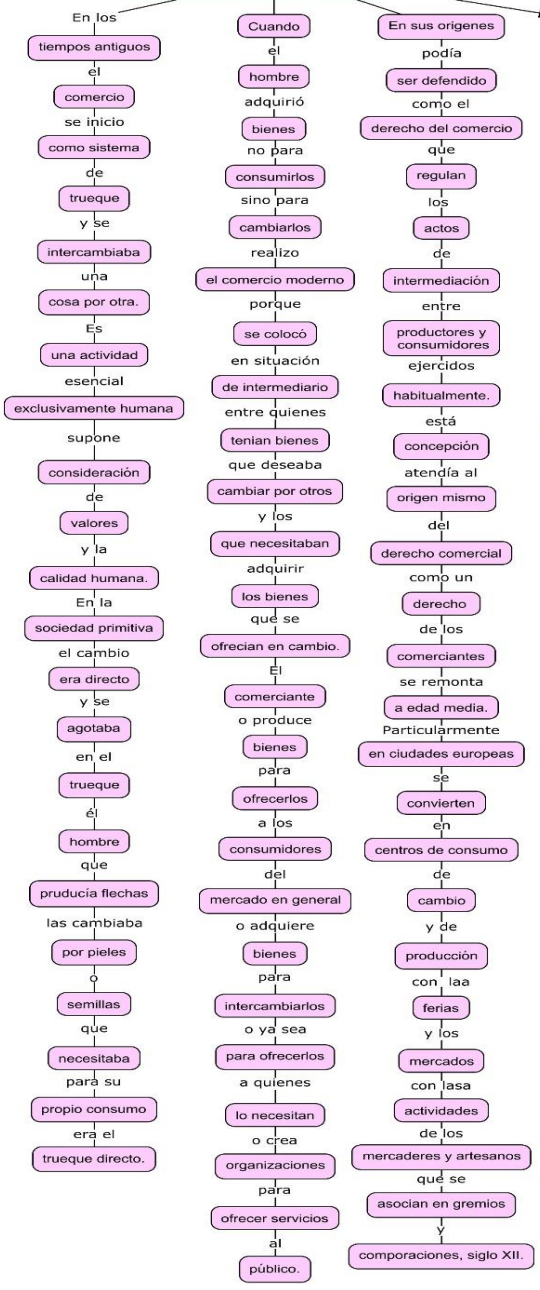 En los
tiempos antiguos
el
comercio
se inicio
como sistema
de
trueque
y se
intercambiaba
una
cosa por otra.
Es
una actividad
esencial
exclusivamente humana
supone
consideración
de
valores
y la
calidad humana.
En la
sociedad primitiva
el cambio
era directo
y se
agotaba
en el
trueque
él
hombre
que
pruducía flechas
las cambiaba
por pieles
o
semillas
que
necesitaba
para su
propio consumo
era el
trueque directo.
Cuando
el
hombre
adquirió
bienes
no para
consumirlos
sino para
cambiarlos
realizo
el comercio moderno
porque
se colocó
en situación
de intermediario
entre quienes
tenian bienes
que deseaba
cambiar por otros
y los
que necesitaban
adquirir
los bienes
que se
ofrecian en cambio.
El
comerciante
o produce
bienes
para
ofrecerlos
a los
consumidores
del
mercado en general
o adquiere
bienes
para
intercambiarlos
o ya sea
para ofrecerlos
a quienes
lo necesitan
o crea
organizaciones
para
ofrecer servicios
al
público.
En sus origenes
podía
ser defendido
como el
derecho del comercio
que
regulan
los
actos
de
intermediación
entre
productores y
consumidores
ejercidos
habitualmente.
está
concepción
atendía al
origen mismo
del
derecho comercial
como un
derecho
de los
comerciantes
se remonta
a edad media.
Particularmente
en ciudades europeas
se
convierten
en
centros de consumo
de
cambio
y de
producción
con laa
ferias
y los
mercados
con lasa
actividades
de los
mercaderes y artesanos
que se
asocian en gremios
y
comporaciones, siglo XII.